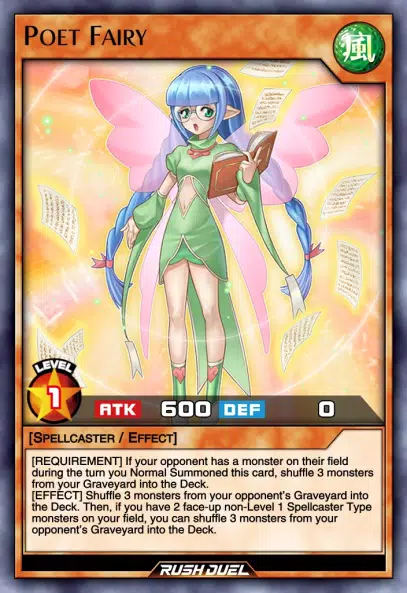 POET FAIRY
風
LEVEL
1
ATK 600 DEF 0
[SPELLCASTER / EFFECT]
[REQUIREMENT] If your opponent has a monster on their field
during the turn you Normal Summoned this card, shuffle 3 monsters
from your Graveyard into the Deck.
[EFFECT] Shuffle 3 monsters from your opponent's Graveyard into
the Deck. Then, if you have 2 face-up non-Level 1 Spellcaster Type
monsters on your field, you can shuffle 3 monsters from your
opponent's Graveyard into the Deck.
RUSH DUEL